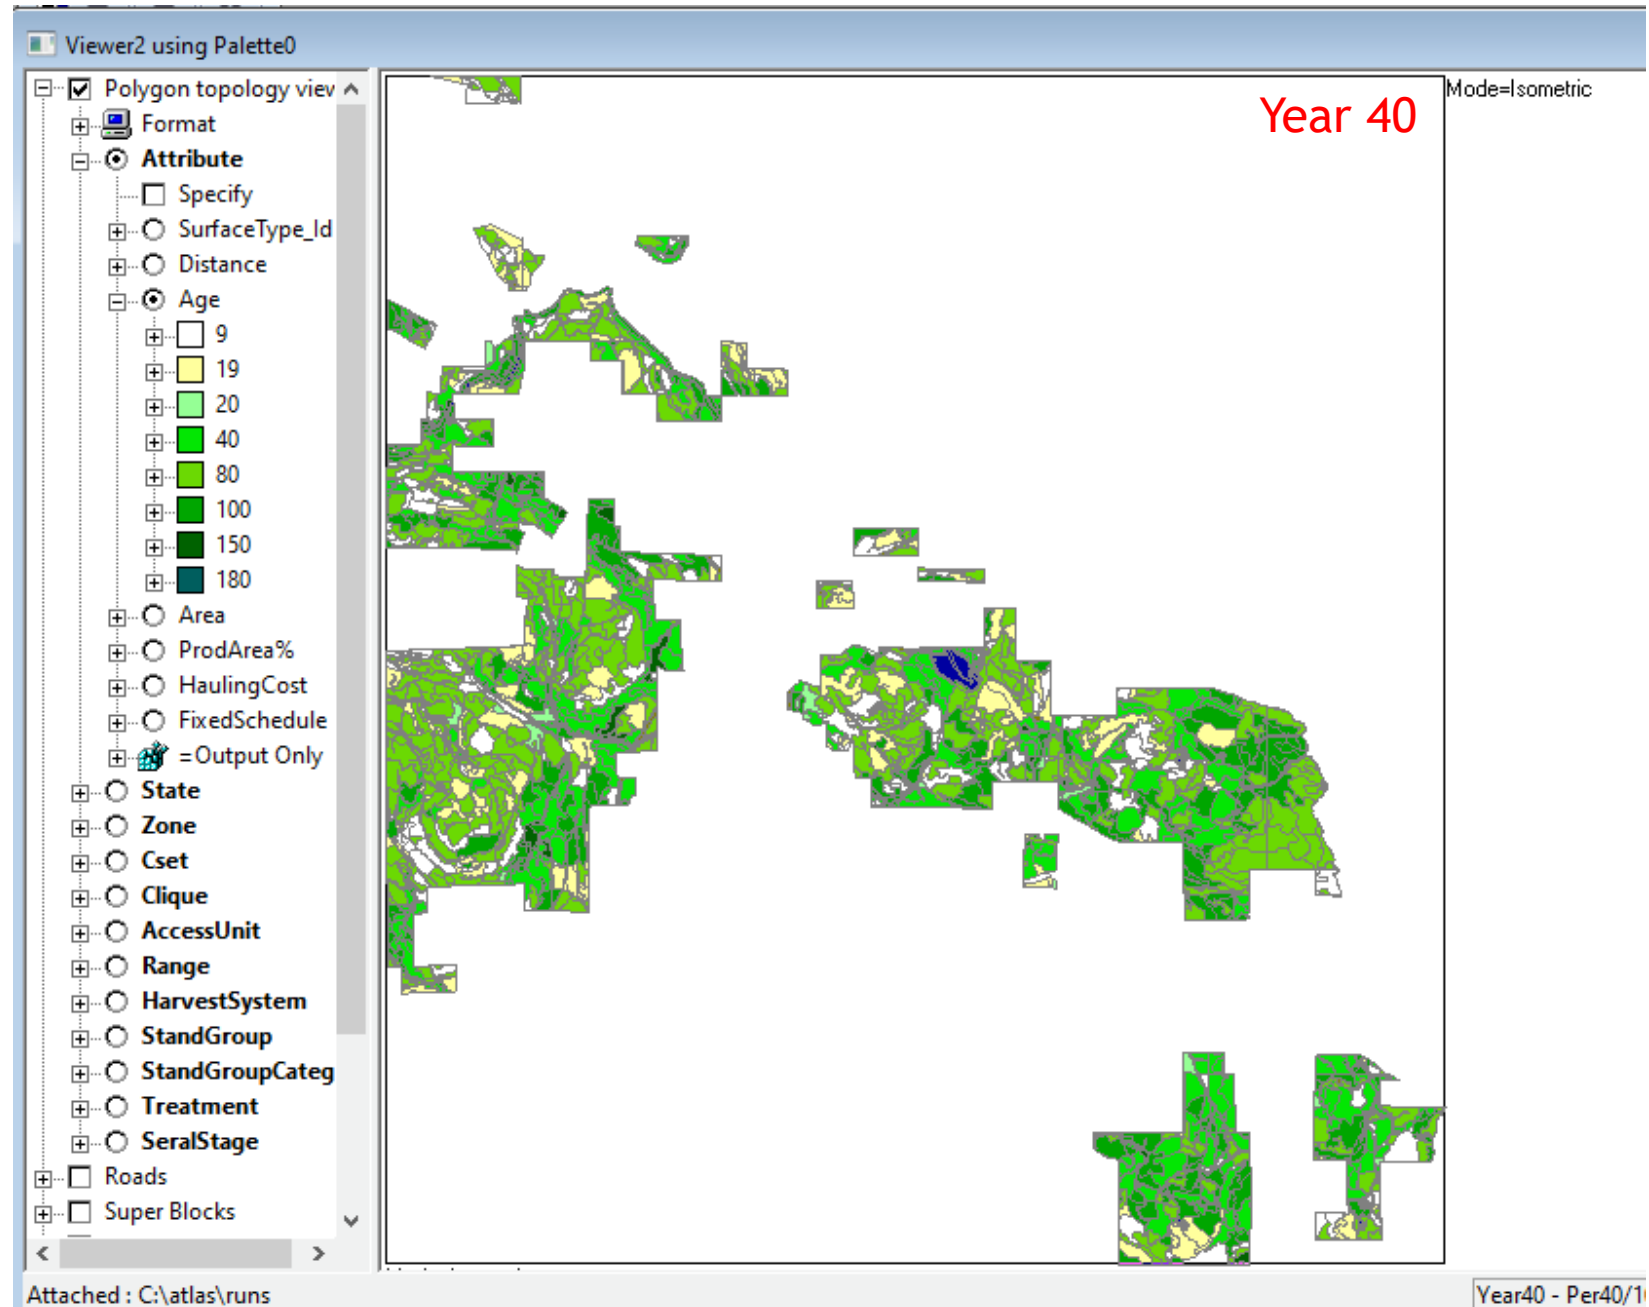 Viewer2 using Palette0
Polygon topology view
Format
Attribute
Specify
SurfaceType_Id
Distance
Age
9
19
20
40
80
100
150
180
Area
ProdArea%
HaulingCost
FixedSchedule
=Output Only
State
Zone
Cset
Clique
AccessUnit
Range
HarvestSystem
StandGroup
StandGroupCateg
Treatment
SeralStage
Roads
Super Blocks
Year 40
Mode=Isometric
Attached : C:\atlas\runs
Year40 - Per40/1